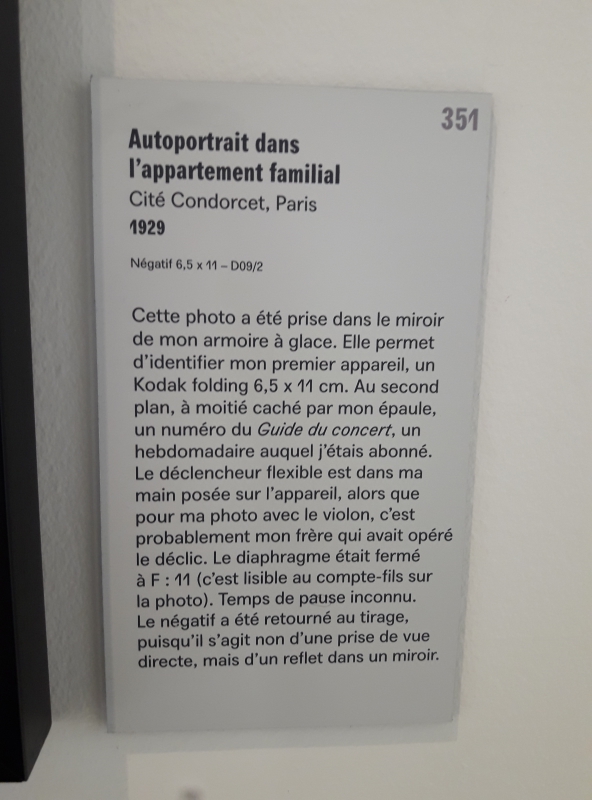 351
Autoportrait dans
l'appartement familial
Cité Condorcet, Paris
1929
Négatif 6,5 x 11 – D09/2
Cette photo a été prise dans le miroir
de mon armoire à glace. Elle permet
d'identifier mon premier appareil, un
Kodak folding 6,5 x 11 cm. Au second
plan, à moitié caché par mon épaule,
un numéro du Guide du concert, un
hebdomadaire auquel j'étais abonné.
Le déclencheur flexible est dans ma
main posée sur l'appareil, alors que
pour ma photo avec le violon, c'est
probablement mon frère qui avait opéré
le déclic. Le diaphragme était fermé
à F : 11 (c'est lisible au compte-fils sur
la photo). Temps de pause inconnu.
Le négatif a été retourné au tirage,
puisqu'il s'agit non d'une prise de vue
directe, mais d'un reflet dans un miroir.